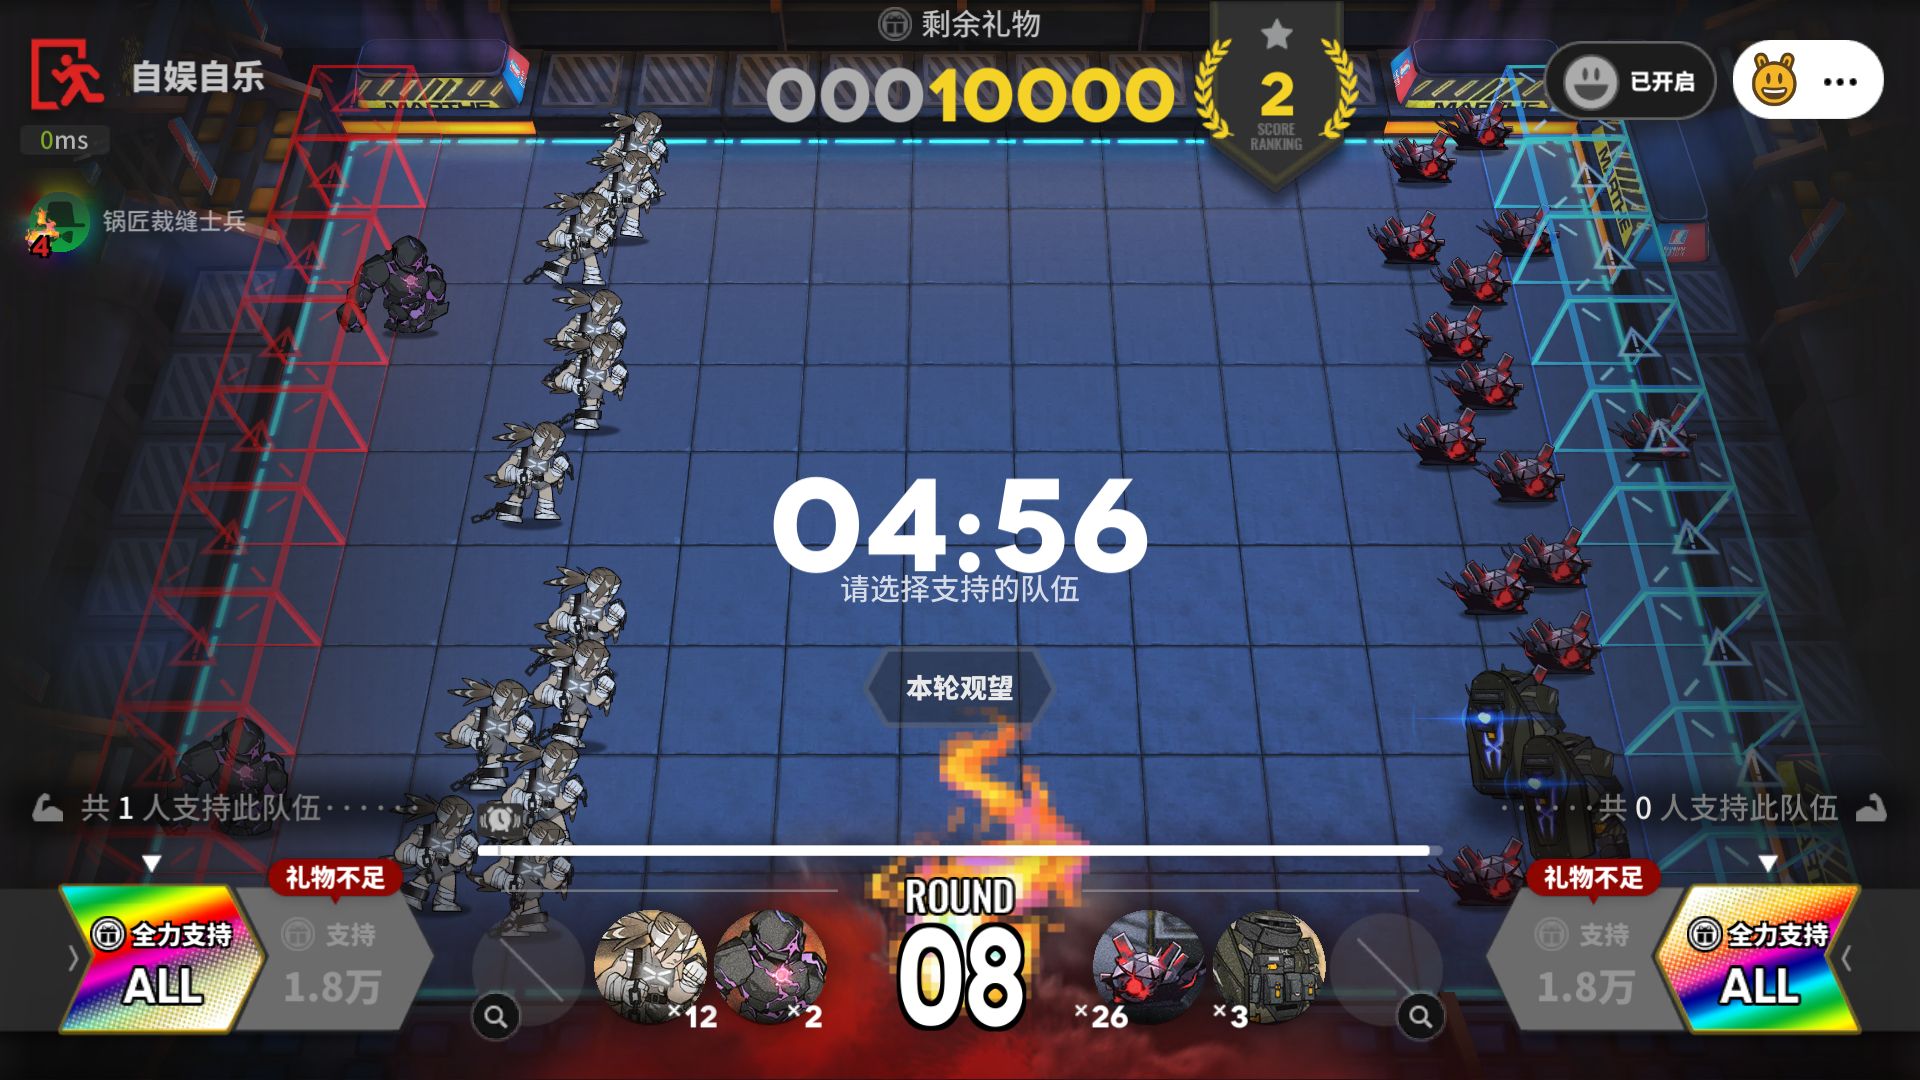 剩余礼物
00010000
2
SCORE
RANKING
自娱自乐
0ms
已开启
锅匠裁缝士兵
4
04:56
请选择支持的队伍
本轮观望
共 1 人支持此队伍
共 0 人支持此队伍
礼物不足
礼物不足
全力支持
ALL
支持
1.8万
×12
×2
ROUND
08
×26
×3
支持
1.8万
全力支持
ALL